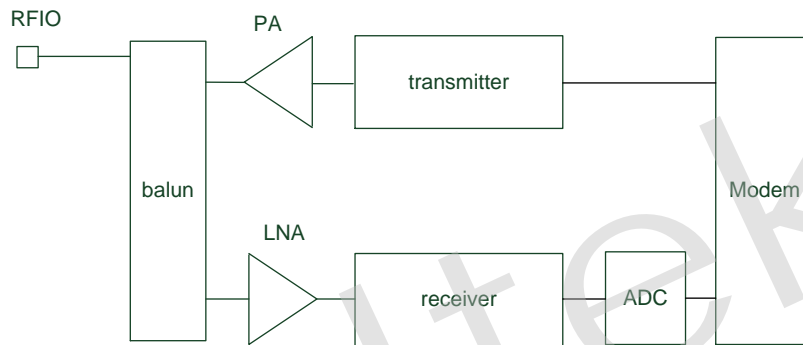 RFIO
PA
transmitter
balun
Modem
LNA
receiver
ADC